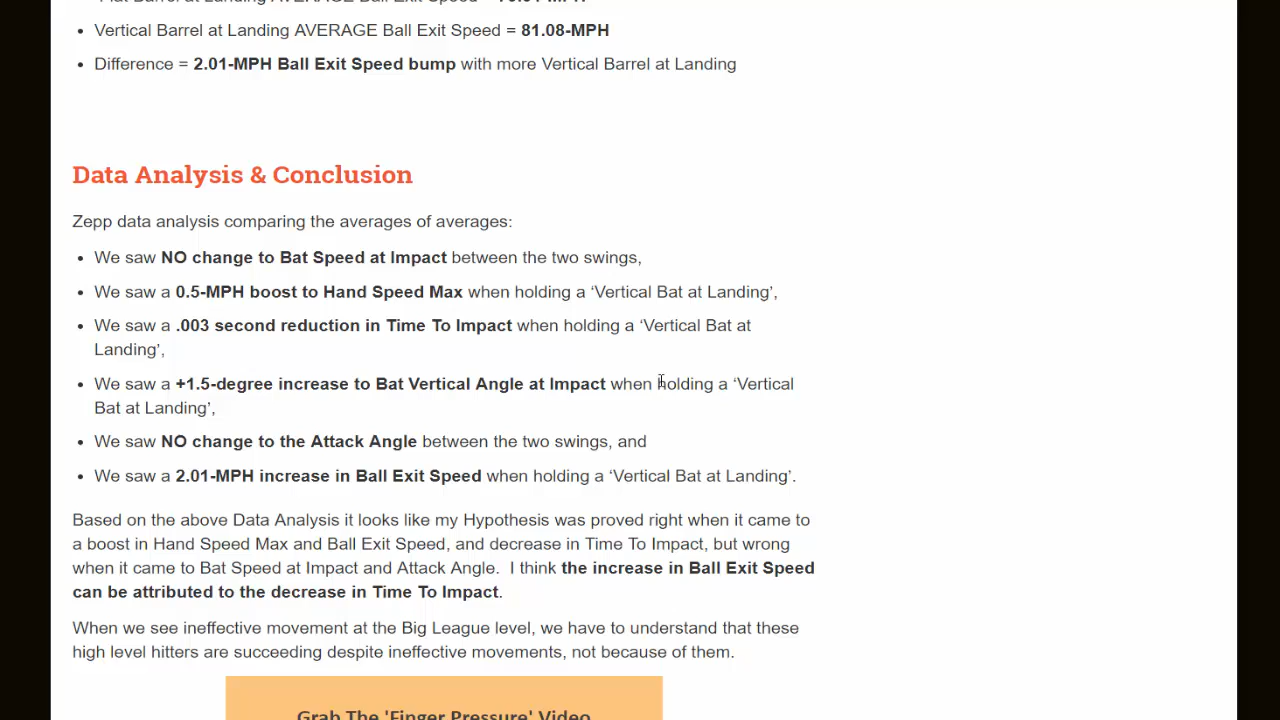 Vertical Barrel at Landing AVERAGE Ball Exit Speed = 81.08-MPH
Difference = 2.01-MPH Ball Exit Speed bump with more Vertical Barrel at Landing
Data Analysis & Conclusion
Zepp data analysis comparing the averages of averages:
We saw NO change to Bat Speed at Impact between the two swings,
We saw a 0.5-MPH boost to Hand Speed Max when holding a ‘Vertical Bat at Landing’,
We saw a .003 second reduction in Time To Impact when holding a ‘Vertical Bat at
Landing’,
We saw a +1.5-degree increase to Bat Vertical Angle at Impact when holding a ‘Vertical
Bat at Landing’,
We saw NO change to the Attack Angle between the two swings, and
We saw a 2.01-MPH increase in Ball Exit Speed when holding a ‘Vertical Bat at Landing’.
Based on the above Data Analysis it looks like my Hypothesis was proved right when it came to
a boost in Hand Speed Max and Ball Exit Speed, and decrease in Time To Impact, but wrong
when it came to Bat Speed at Impact and Attack Angle.  I think the increase in Ball Exit Speed
can be attributed to the decrease in Time To Impact.
When we see ineffective movement at the Big League level, we have to understand that these
high level hitters are succeeding despite ineffective movements, not because of them.
Grab The 'Finger Pressure' Video